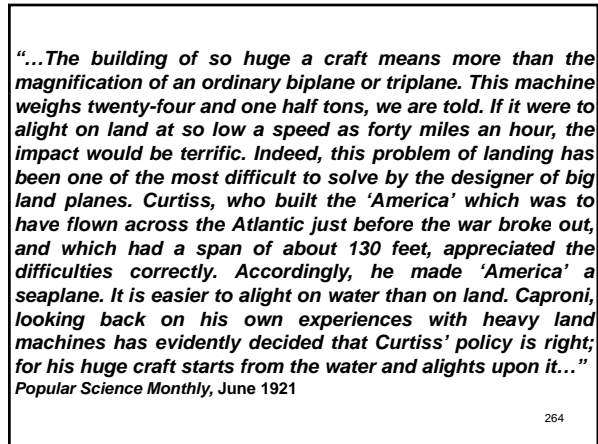 “…The building of so huge a craft means more than the
magnification of an ordinary biplane or triplane. This machine
weighs twenty-four and one half tons, we are told. If it were to
alight on land at so low a speed as forty miles an hour, the
impact would be terrific. Indeed, this problem of landing has
been one of the most difficult to solve by the designer of big
land planes. Curtiss, who built the ‘America’ which was to
have flown across the Atlantic just before the war broke out,
and which had a span of about 130 feet, appreciated the
difficulties correctly. Accordingly, he made ‘America’ a
seaplane. It is easier to alight on water than on land. Caproni,
looking back on his own experiences with heavy land
machines has evidently decided that Curtiss’ policy is right;
for his huge craft starts from the water and alights upon it…”
Popular Science Monthly, June 1921
264